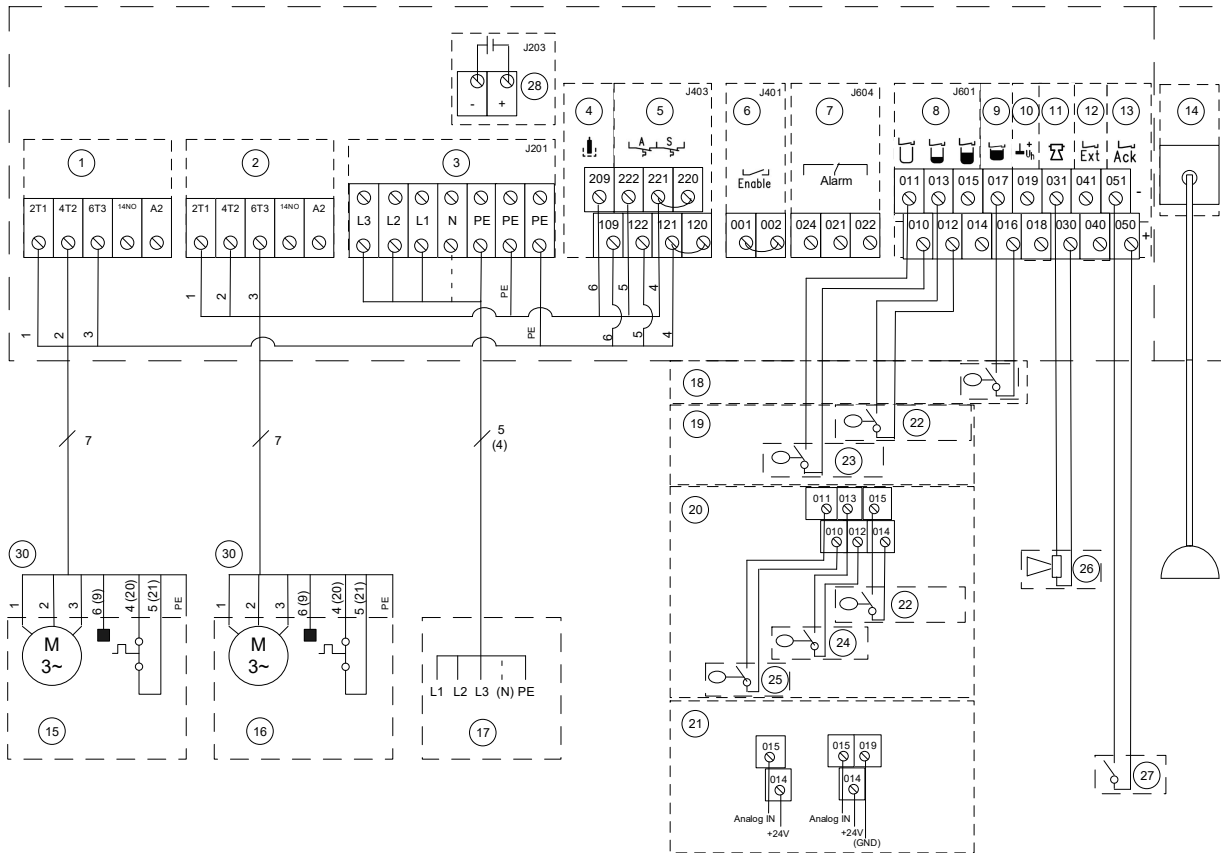 J203
- +
28
4
5
J403
6
J401
7
J604
8
J601
9
10
11
12
13
14
1
2
3
J201
A S
Enable
Alarm
+
Uh
Ext
Ack
2T1 4T2 6T3 14NO A2
2T1 4T2 6T3 14NO A2
L3 L2 L1 N PE PE PE
209 222 221 220
109 122 121 120
001 002
024 021 022
011 013 015 017 019 031 041 051 -
010 012 014 016 018 030 040 050 +
1 2 3
1 2 3
PE
PE
6 5 4
6 5 4
18
19
22
23
7
7
5
(4)
20
011 013 015
010 012 014
22
24
25
26
27
30
1 2 3 6 (9) 4 (20) 5 (21) PE
M
3~
15
30
1 2 3 6 (9) 4 (20) 5 (21) PE
M
3~
16
L1 L2 L3 (N) PE
17
21
015
014
Analog IN
+24V
015 019
014
Analog IN
+24V
(GND)